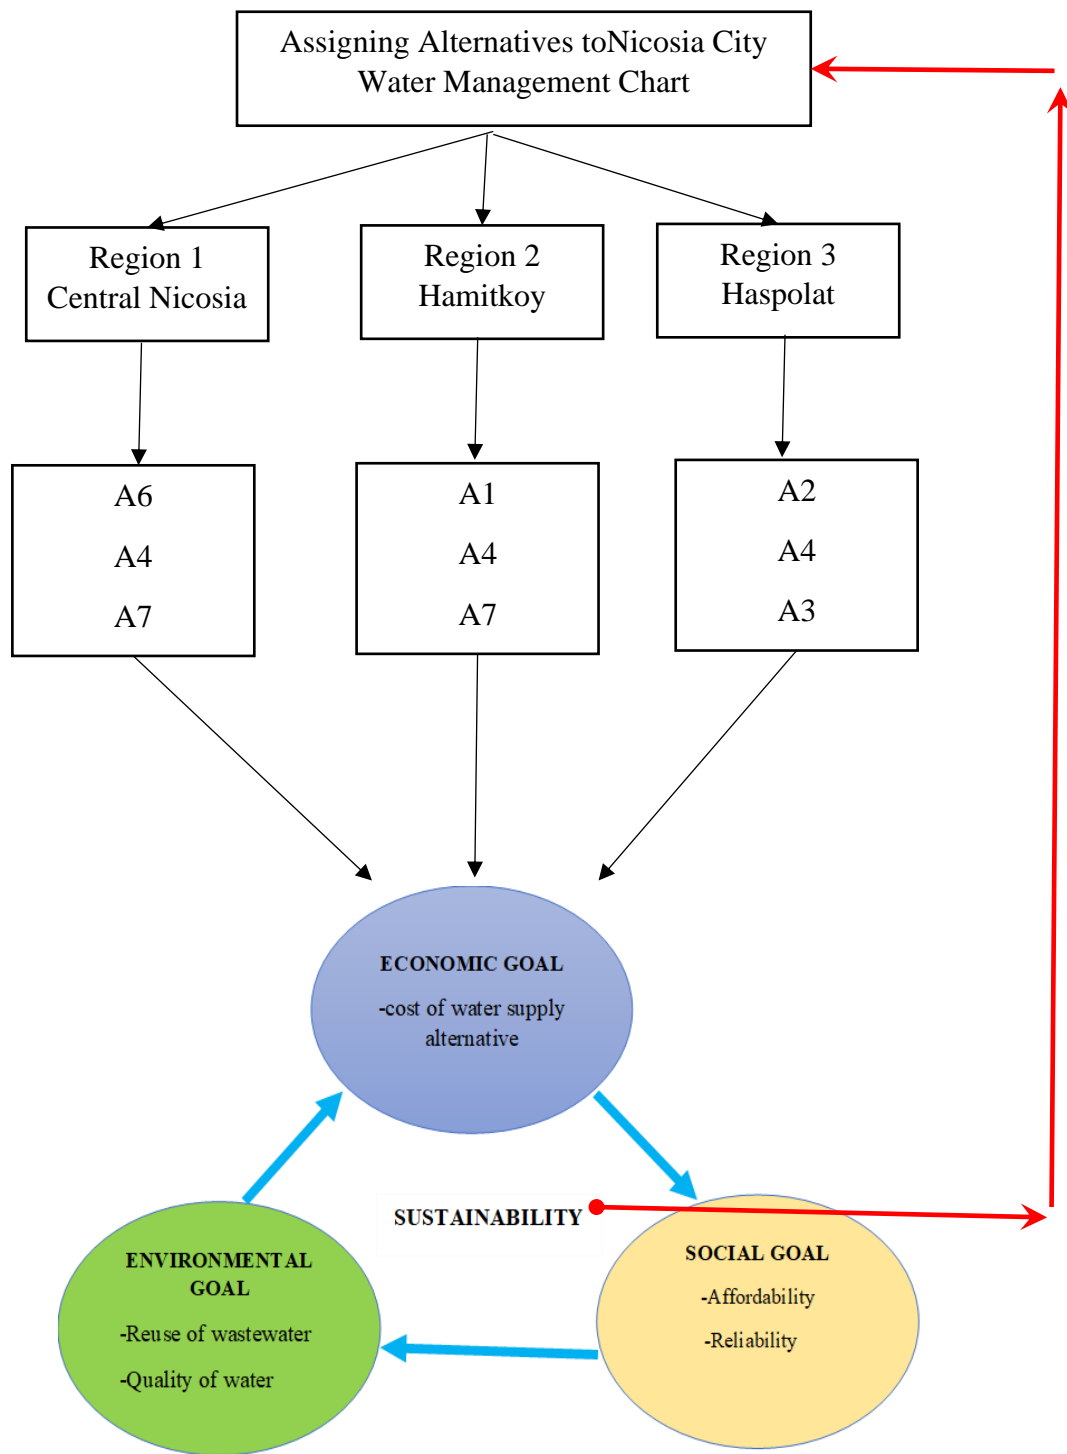 Assigning Alternatives toNicosia City
Water Management Chart
Region 1
Central Nicosia
Region 2
Hamitkoy
Region 3
Haspolat
A6
A4
A7
A1
A4
A7
A2
A4
A3
ECONOMIC GOAL
-cost of water supply
alternative
SUSTAINABILITY
ENVIRONMENTAL
GOAL
-Reuse of wastewater
-Quality of water
SOCIAL GOAL
-Affordability
-Reliability